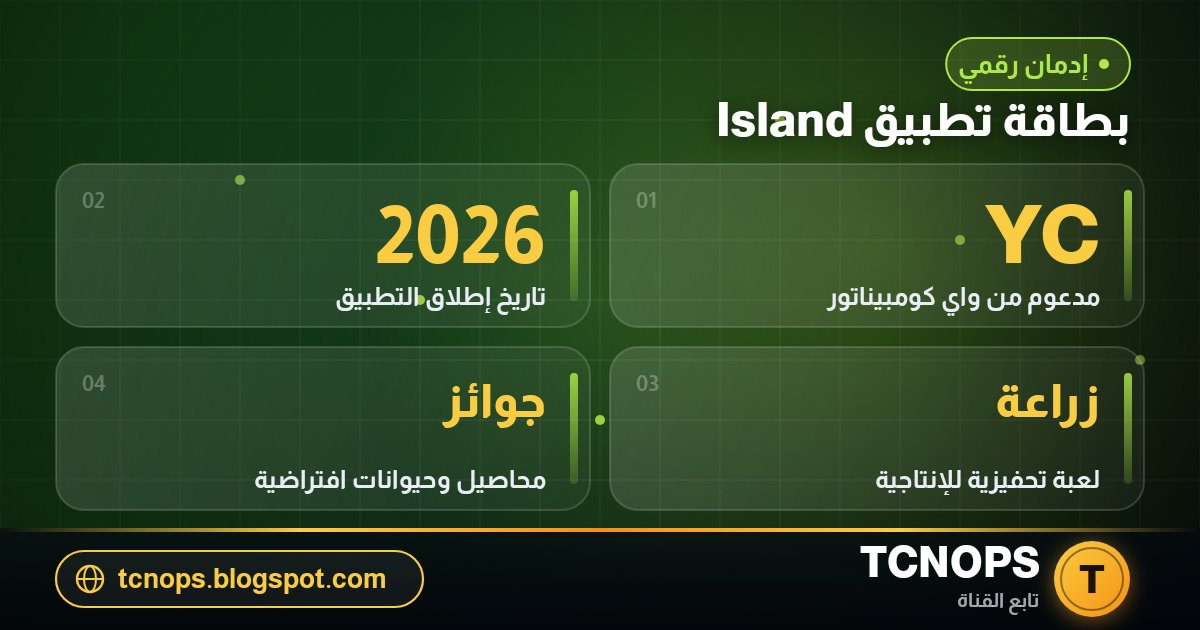 إدمان رقمي
بطاقة تطبيق Island
01
YC
مدعوم من واي كومبيناتور
02
2026
تاريخ إطلاق التطبيق
03
زراعة
لعبة تحفيزية للإنتاجية
04
جوائز
محاصيل وحيوانات افتراضية
T
TCNOPS
تابع القناة
tcnops.blogspot.com